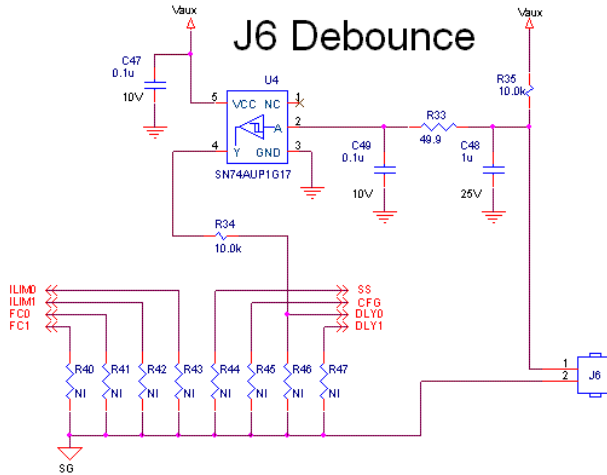 Vaux
Vaux
J6 Debounce
C47
0.1u
10V
U4
5
VCC
NC
1
A
2
4
Y
GND
3
SN74AUP1G17
R35
10.0k
R33
49.9
C49
0.1u
10V
C48
1u
25V
R34
10.0k
ILIM0
ILIM1
FC0
FC1
SS
CFG
DLY0
DLY1
R40
NI
R41
NI
R42
NI
R43
NI
R44
NI
R45
NI
R46
NI
R47
NI
1
2
J6
SG